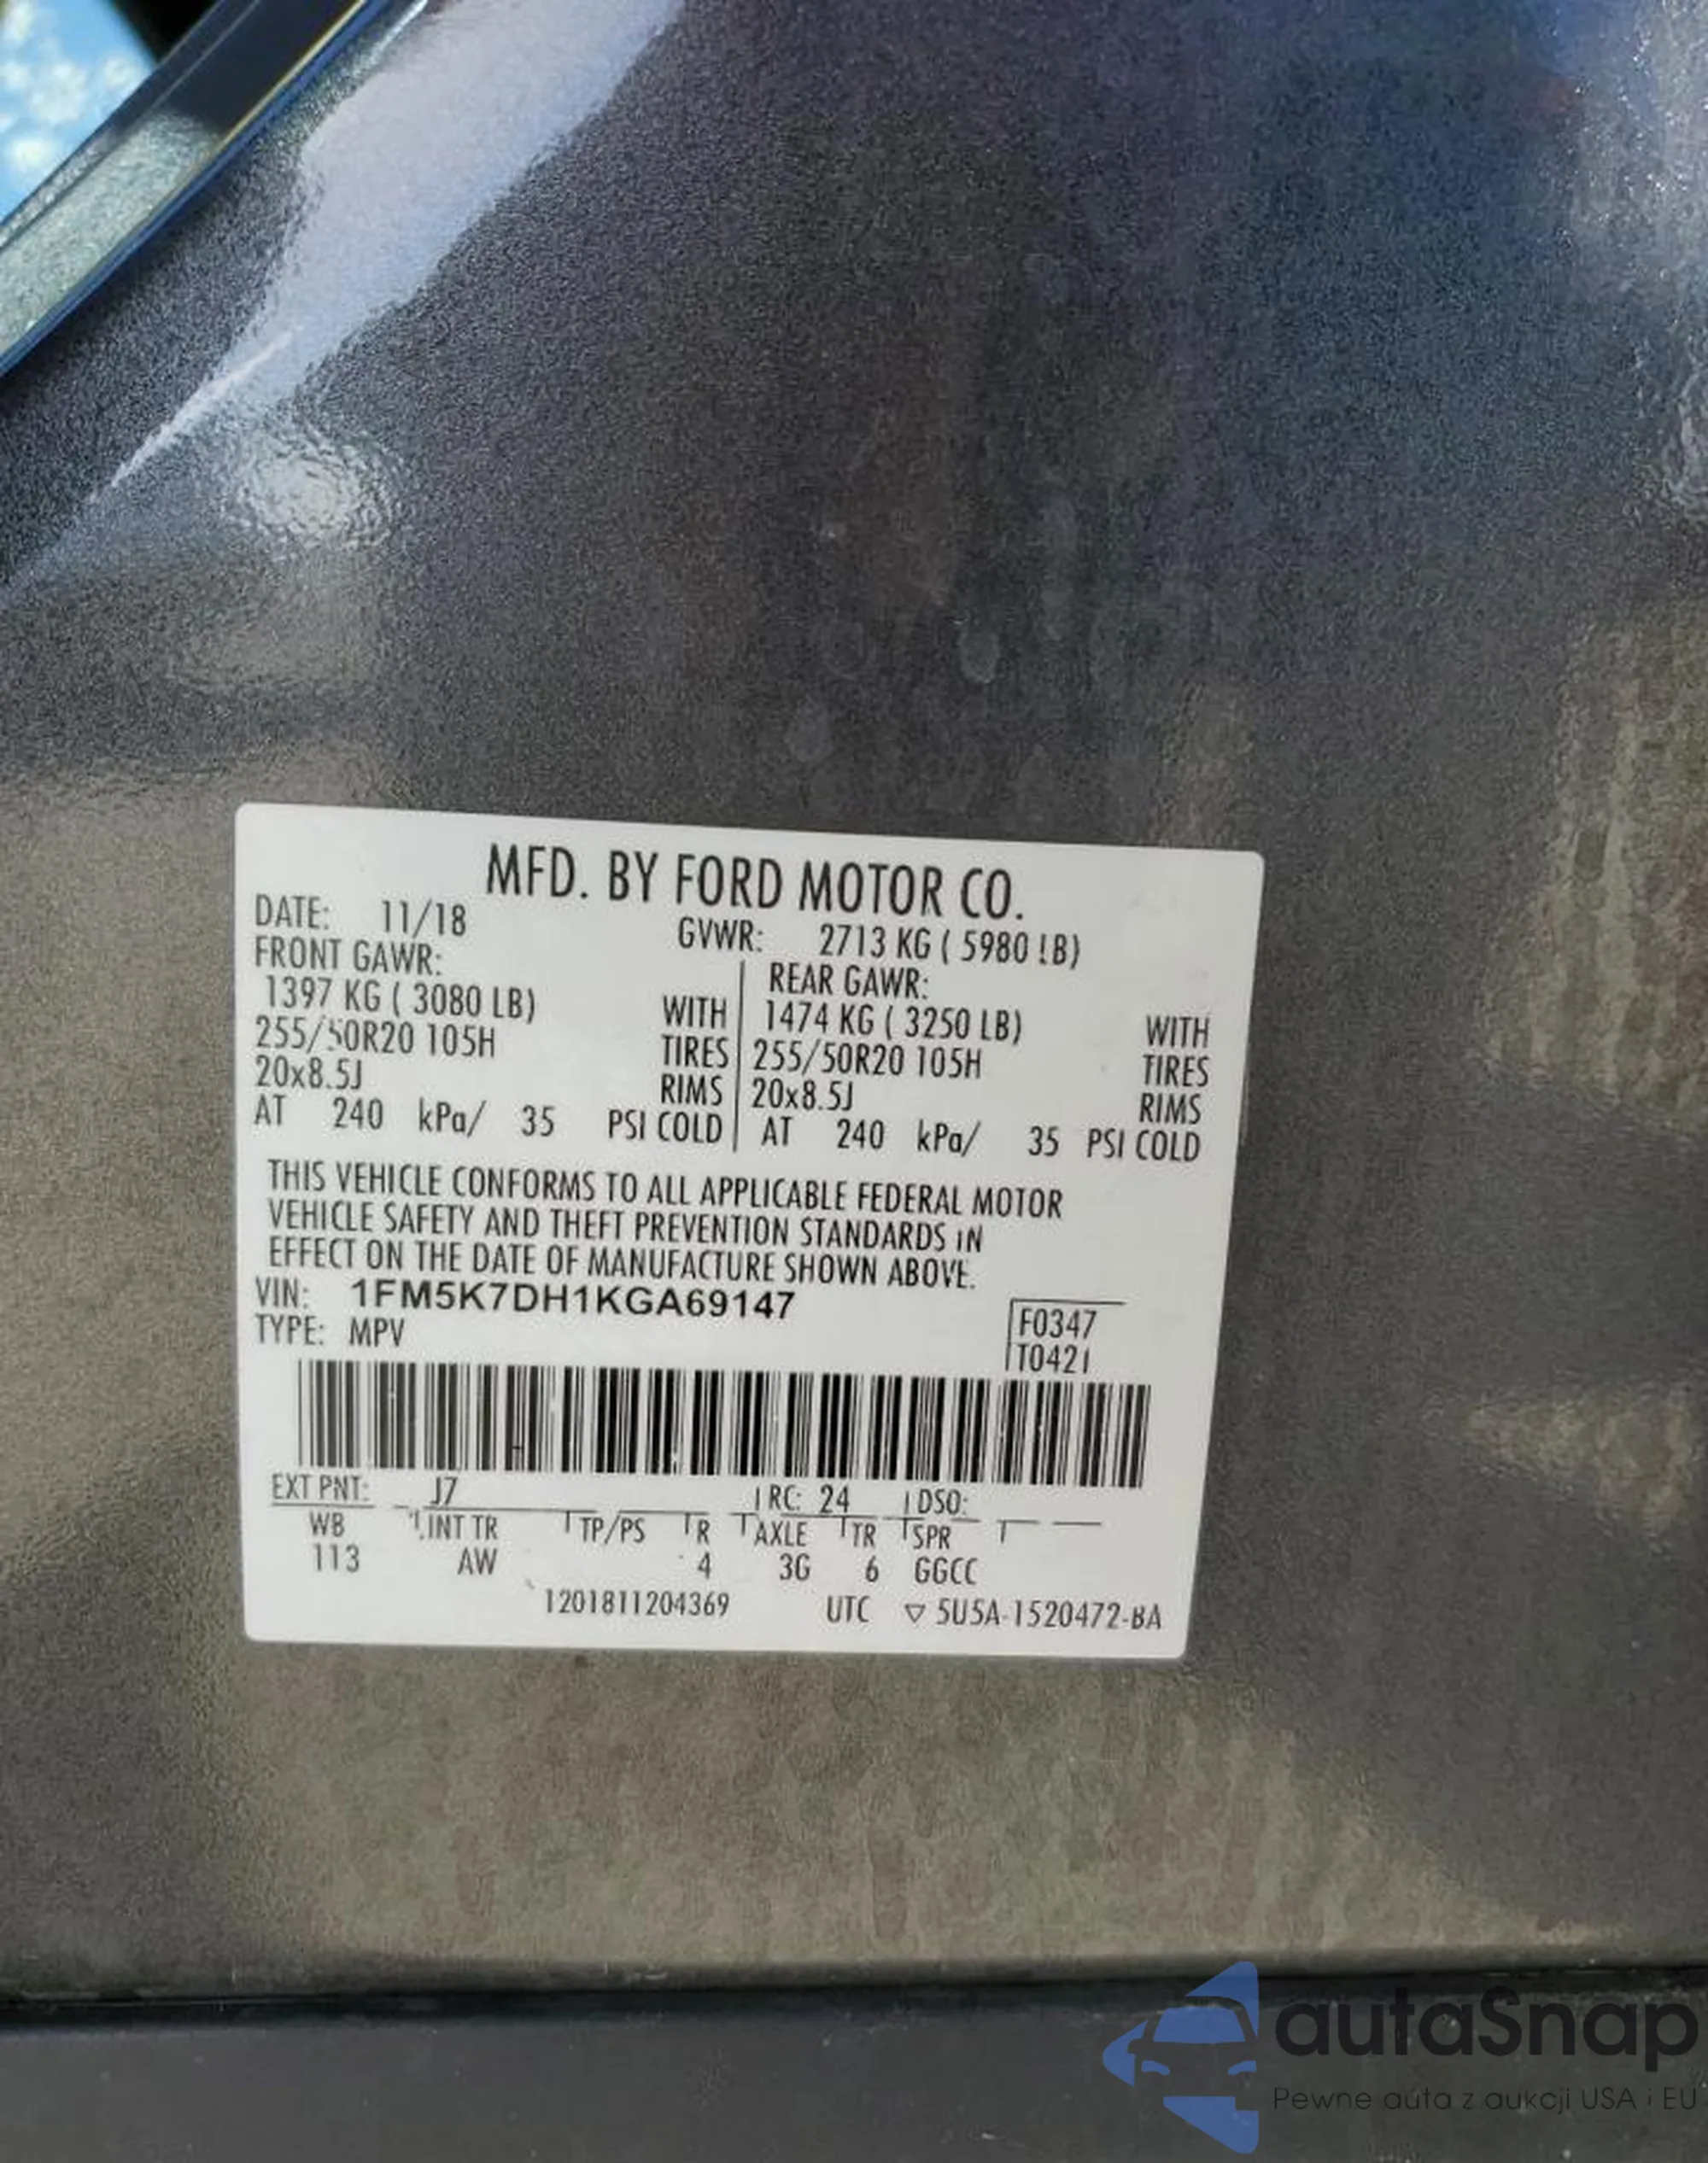 MFD. BY FORD MOTOR CO.
DATE: 11/18 GVWR: 2713 KG ( 5980 LB)
FRONT GAWR: REAR GAWR:
1397 KG ( 3080 LB) WITH 1474 KG ( 3250 LB) WITH
255/50R20 105H TIRES 255/50R20 105H TIRES
20x8.5J RIMS 20x8.5J RIMS
AT 240 kPa/ 35 PSI COLD AT 240 kPa/ 35 PSI COLD
THIS VEHICLE CONFORMS TO ALL APPLICABLE FEDERAL MOTOR
VEHICLE SAFETY AND THEFT PREVENTION STANDARDS IN
EFFECT ON THE DATE OF MANUFACTURE SHOWN ABOVE.
VIN: 1FM5K7DH1KGA69147
F0347
TYPE: MPV
T0421
EXT PNT: J7 RC: 24 DSO:
WB INT TR TP/PS R AXLE TR SPR
113 AW 4 3G 6 GGCC
1201811204369 UTC ▽ 5U5A-1520472-BA
autaSnap
Pewne auta z aukcji USA i EU